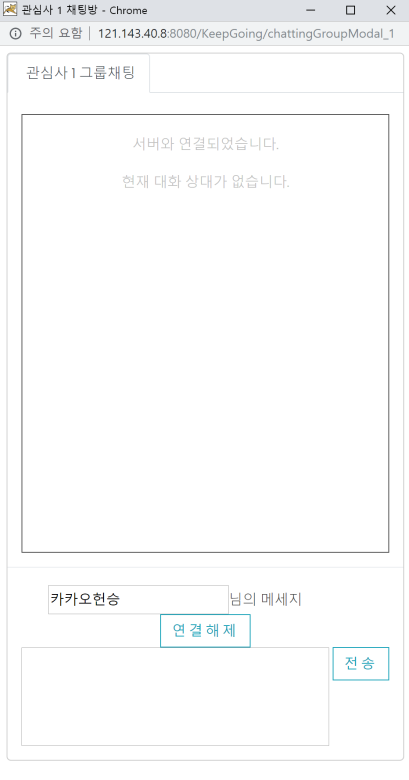 관심사 1 채팅방 - Chrome
주의 요함 | 121.143.40.8:8080/KeepGoing/chattingGroupModal_1
관심사 1 그룹채팅
서버와 연결되었습니다.
현재 대화 상대가 없습니다.
카카오헌승 님의 메세지
연결해제
전송